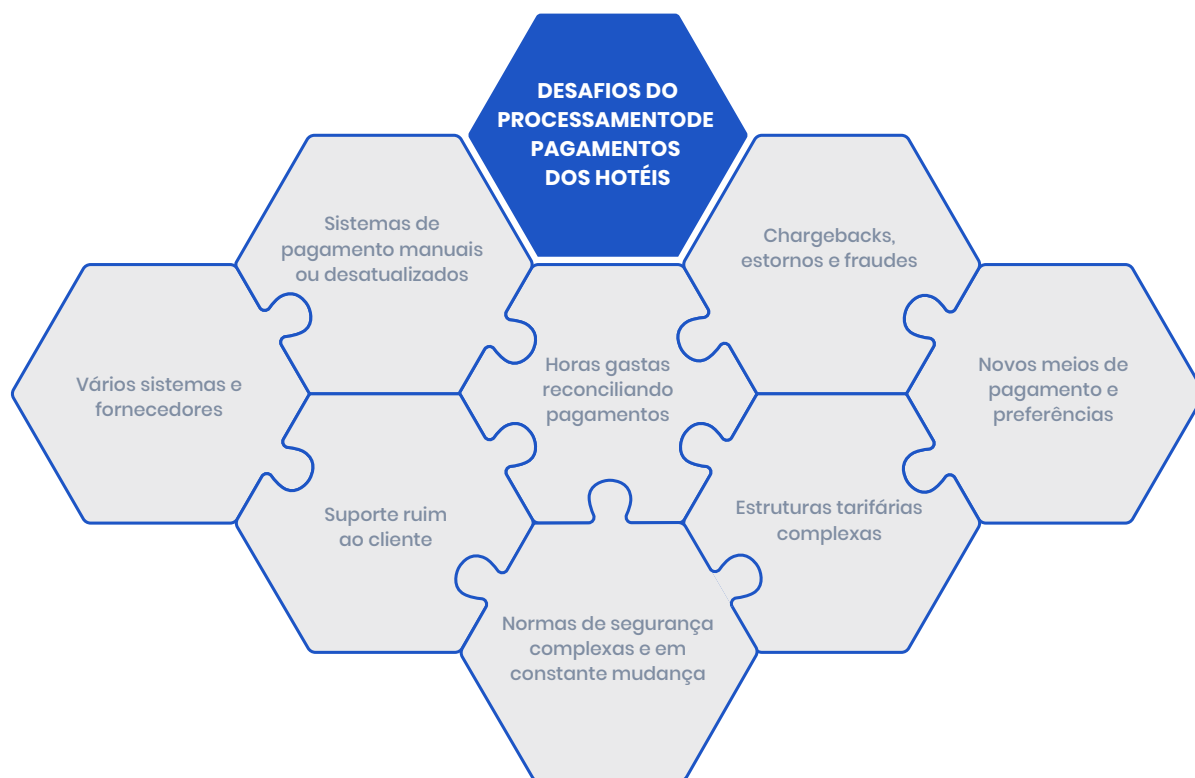 DESAFIOS DO
PROCESSAMENTODE
PAGAMENTOS
DOS HOTÉIS
Sistemas de
pagamento manuais
ou desatualizados
Chargebacks,
estornos e fraudes
Vários sistemas e
fornecedores
Horas gastas
reconciliando
pagamentos
Novos meios de
pagamento e
preferências
Suporte ruim
ao cliente
Estruturas tarifárias
complexas
Normas de segurança
complexas e em
constante mudança